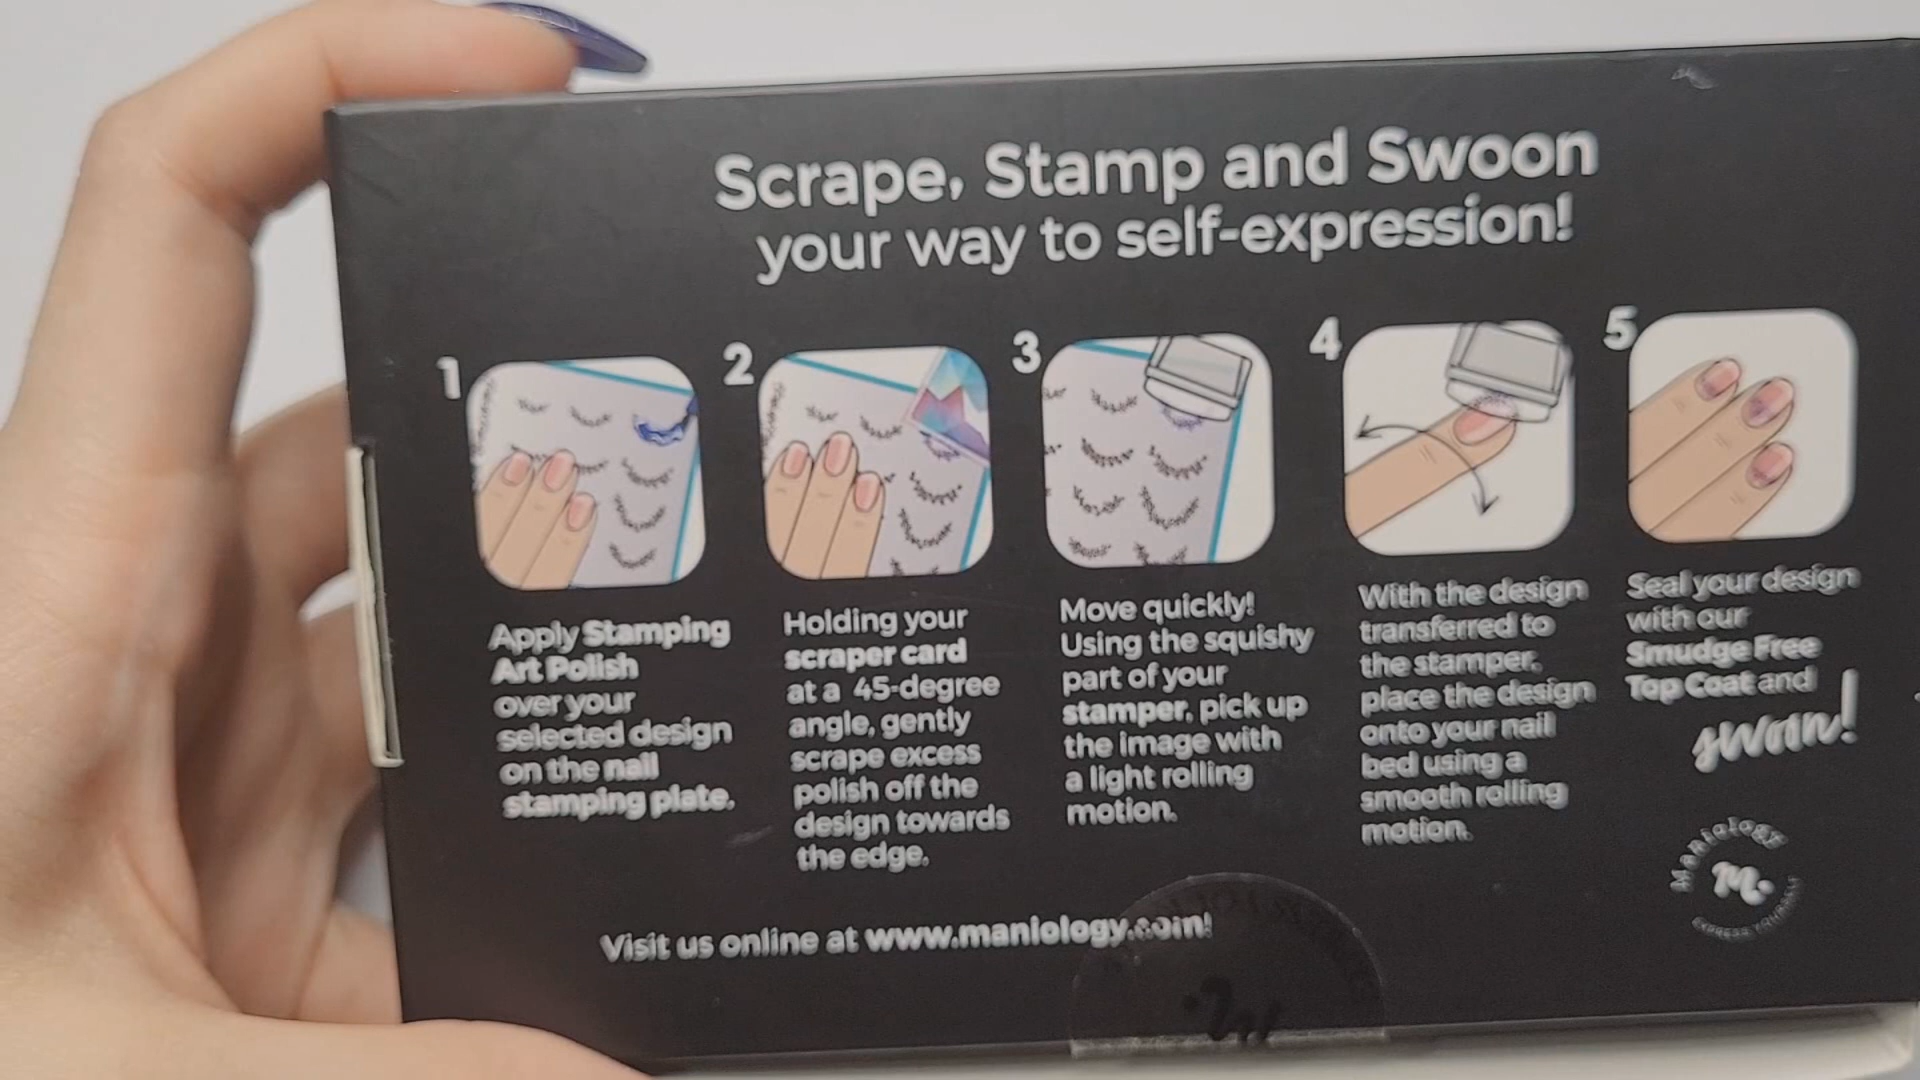 Scrape, Stamp and Swoon
your way to self-expression!
1
Apply Stamping
Art Polish
over your
selected design
on the nail
stamping plate.
2
Holding your
scraper card
at a 45-degree
angle, gently
scrape excess
polish off the
design towards
the edge.
3
Move quickly!
Using the squishy
part of your
stamper, pick up
the image with
a light rolling
motion.
4
With the design
transferred to
the stamper,
place the design
onto your nail
bed using a
smooth rolling
motion.
5
Seal your design
with our
Smudge Free
Top Coat and
swoon!
Maniology
m.
EXPRESS YOURSELF
Visit us online at www.maniology.com!